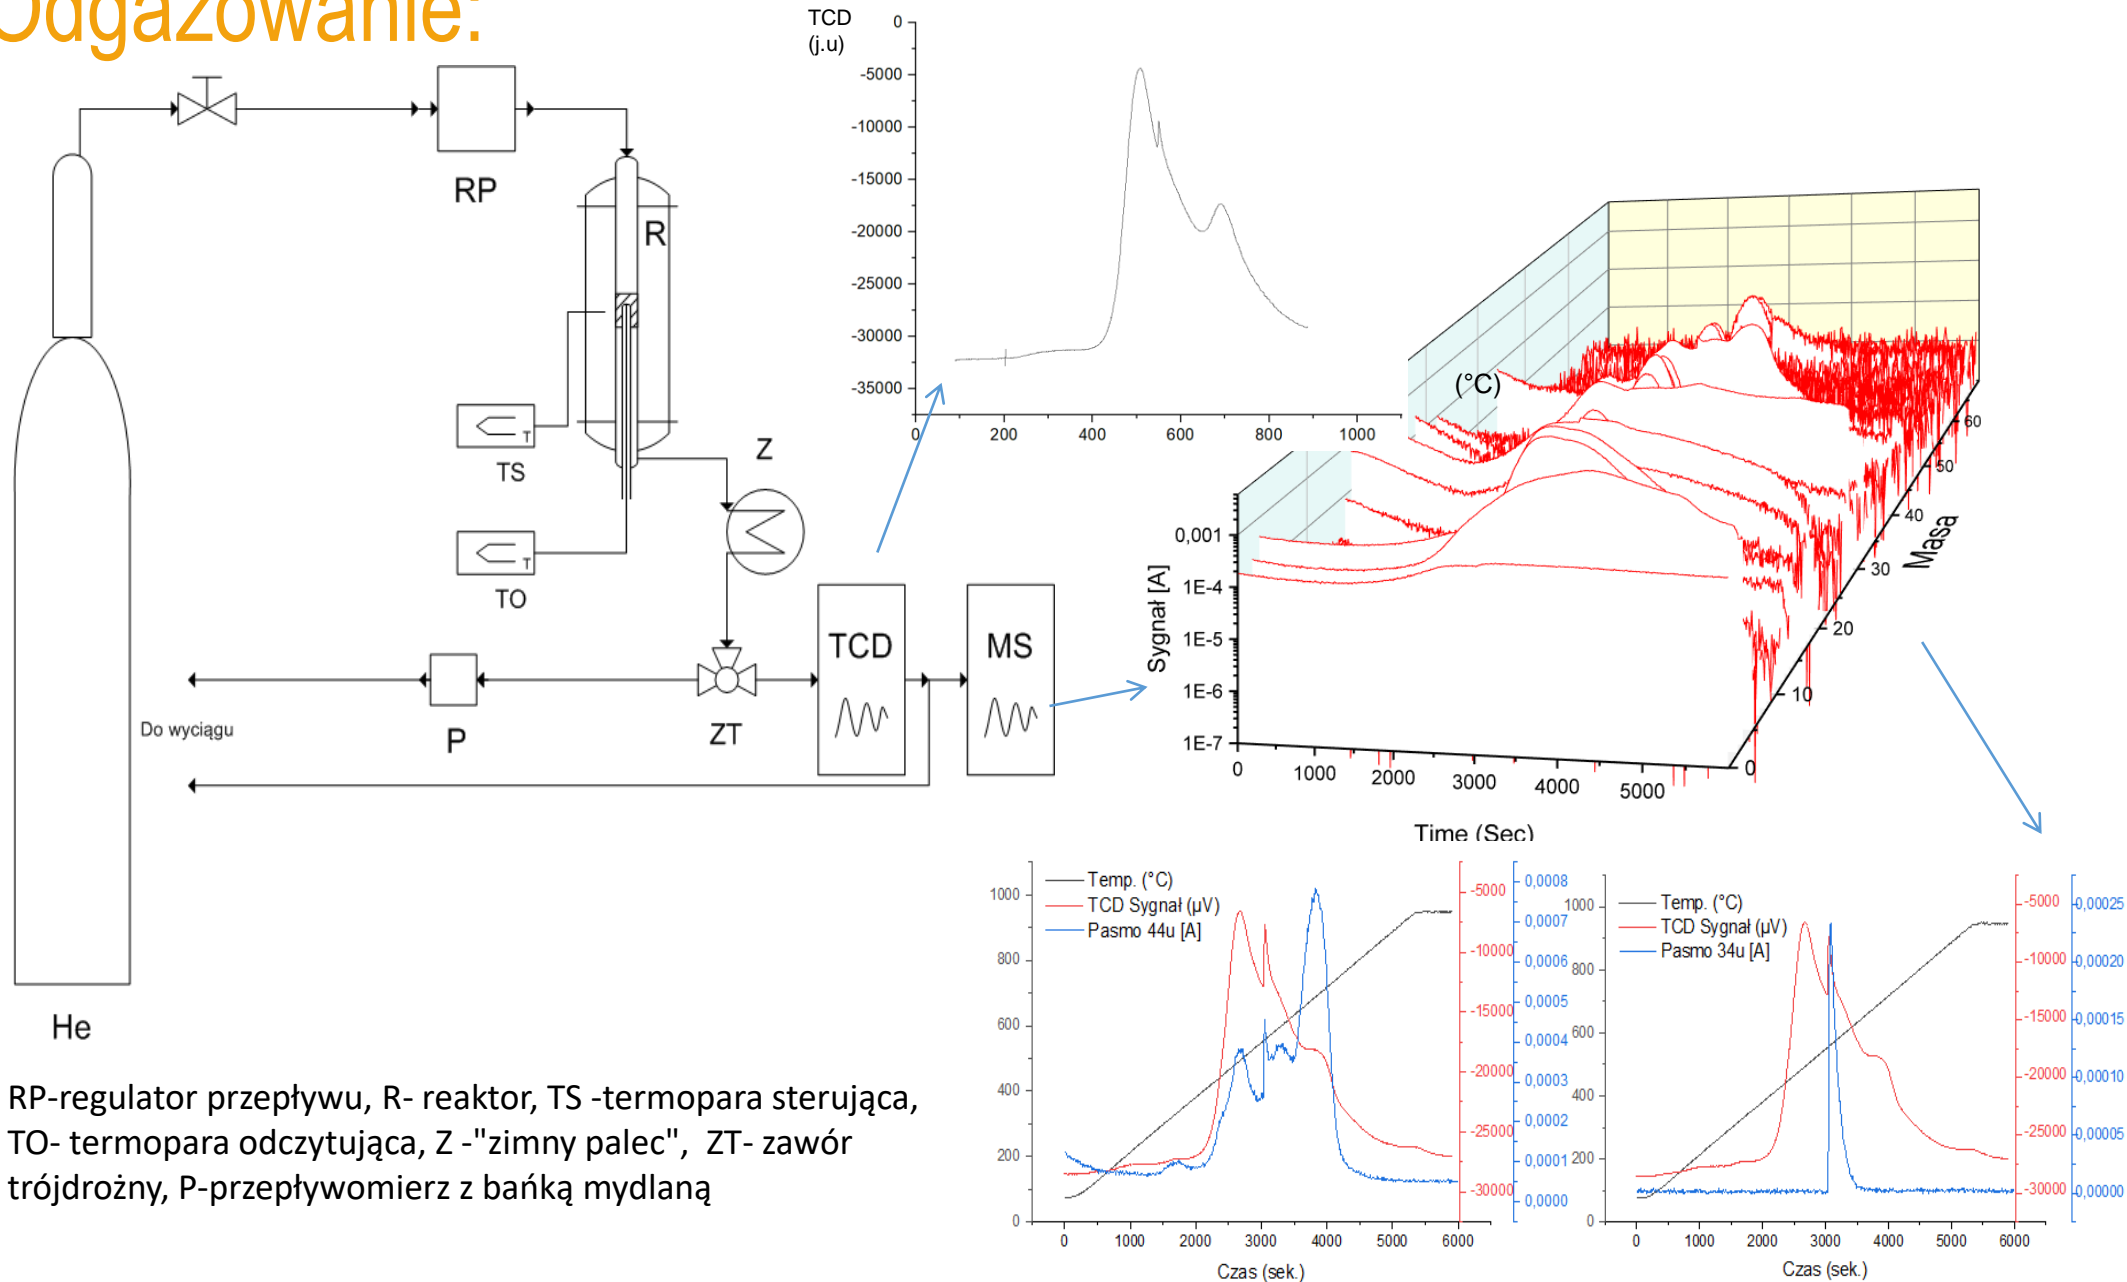 Odgazowanie:
RP
R
TS
TO
Z
T
T
TCD
MS
ZT
P
Do wyciągu
He
RP-regulator przepływu, R- reaktor, TS -termopara sterująca,
TO- termopara odczytująca, Z -"zimny palec", ZT- zawór
trójdrożny, P-przepływomierz z bańką mydlaną
TCD
(j.u)
0
-5000
-10000
-15000
-20000
-25000
-30000
-35000
0 200 400 600 800 1000
(°C)
Sygnał [A]
0,001
1E-4
1E-5
1E-6
1E-7
0 1000 2000 3000 4000 5000
Time (Sec)
0 10 20 30 40 50 60
Masa
Temp. (°C)
TCD Sygnał (µV)
Pasmo 44u [A]
1000
800
600
400
200
0
-5000
-10000
-15000
-20000
-25000
-30000
0,0008
0,0007
0,0006
0,0005
0,0004
0,0003
0,0002
0,0001
0,0000
0 1000 2000 3000 4000 5000 6000
Czas (sek.)
Temp. (°C)
TCD Sygnał (µV)
Pasmo 34u [A]
1000
800
600
400
200
0
-5000
-10000
-15000
-20000
-25000
-30000
0,00025
0,00020
0,00015
0,00010
0,00005
0,00000
0 1000 2000 3000 4000 5000 6000
Czas (sek.)